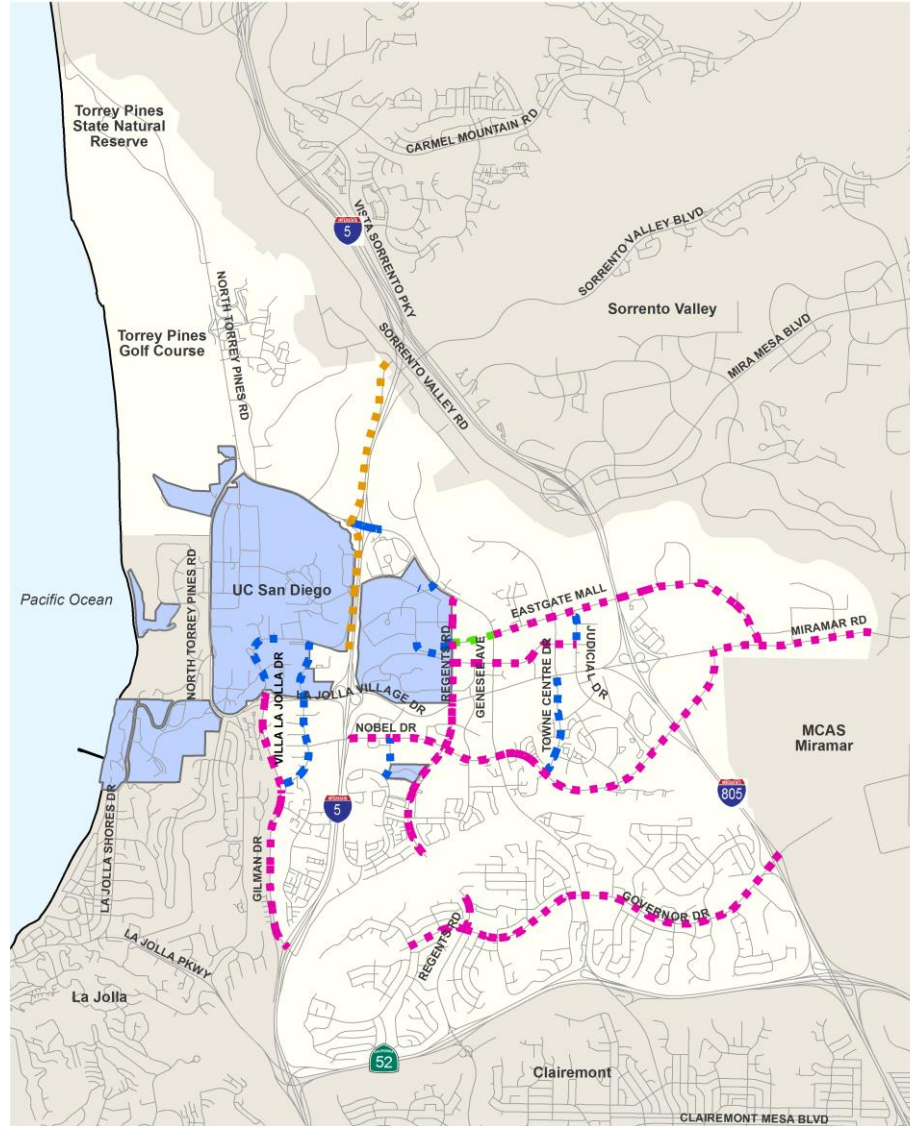 Torrey Pines
State Natural
Reserve
CARMEL MOUNTAIN RD
INTERSTATE
5
VISTA SORRENTO PKY
SORRENTO VALLEY BLVD
NORTH TORREY PINES RD
Sorrento Valley
Torrey Pines
Golf Course
SORRENTO VALLEY RD
MIRA MESA BLVD
Pacific Ocean
NORTH TORREY PINES RD
UC San Diego
EASTGATE MALL
MIRAMAR RD
REGENTS RD
GENESEE AVE
TOWNE CENTRE DR
JUDICIAL DR
VILLA LA JOLLA DR
LA JOLLA VILLAGE DR
NOBEL DR
MCAS
Miramar
INTERSTATE
805
INTERSTATE
5
LA JOLLA SHORES DR
GILMAN DR
GOVERNOR DR
REGENTS RD
LA JOLLA PKWY
La Jolla
52
Clairemont
CLAIREMONT MESA BLVD